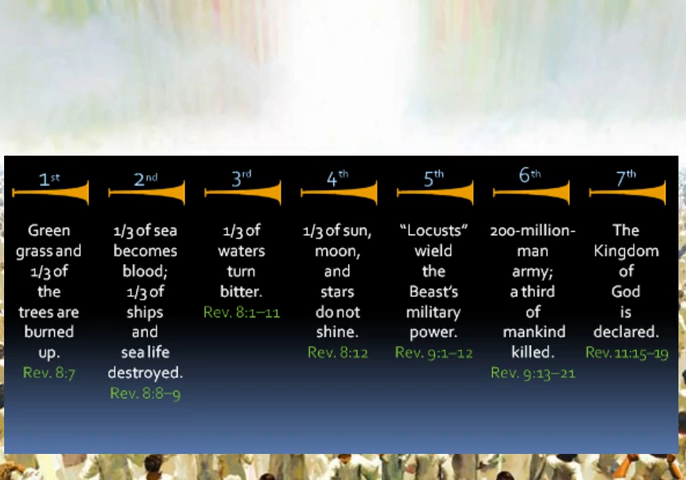 1st
Green
grass and
1/3 of
the
trees are
burned
up.
Rev. 8:7
2nd
1/3 of sea
becomes
blood;
1/3 of
ships
and
sea life
destroyed.
Rev. 8:8–9
3rd
1/3 of
waters
turn
bitter.
Rev. 8:1–11
4th
1/3 of sun,
moon,
and
stars
do not
shine.
Rev. 8:12
5th
“Locusts”
wield
the
Beast’s
military
power.
Rev. 9:1–12
6th
200-million-
man
army;
a third
of
mankind
killed.
Rev. 9:13–21
7th
The
Kingdom
of
God
is
declared.
Rev. 11:15–19